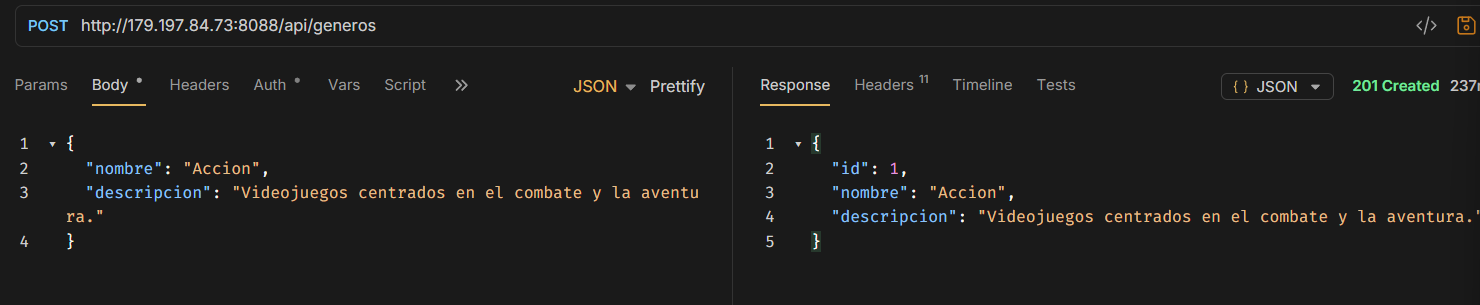 POST http://179.197.84.73:8088/api/generos </>
Params Body Headers Auth Vars Script >> JSON Prettify
Response Headers 11 Timeline Tests { } JSON 201 Created 237
1 {
2 "nombre": "Accion",
3 "descripcion": "Videojuegos centrados en el combate y la aventu
ra."
4 }
1 {
2 "id": 1,
3 "nombre": "Accion",
4 "descripcion": "Videojuegos centrados en el combate y la aventura."
5 }